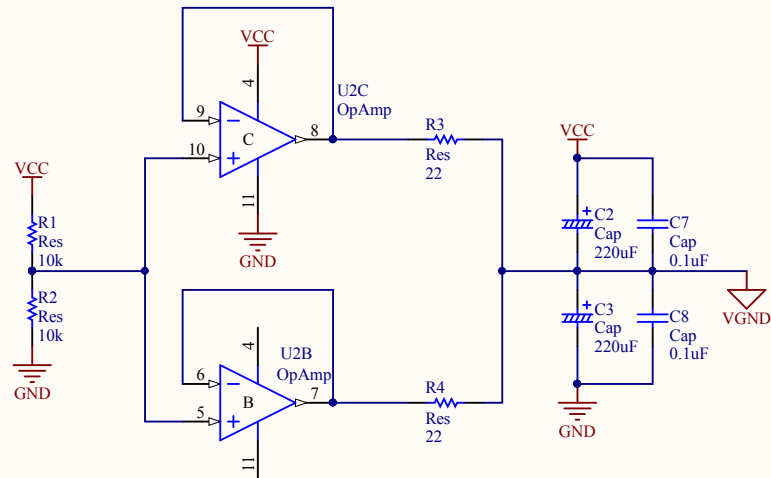 VCC
4
U2C
OpAmp
9
C
8
10
11
GND
R3
Res
22
VCC
R1
Res
10k
R2
Res
10k
GND
VCC
C2
Cap
220uF
C7
Cap
0.1uF
C3
Cap
220uF
C8
Cap
0.1uF
VGND
GND
4
U2B
OpAmp
6
B
7
5
11
R4
Res
22